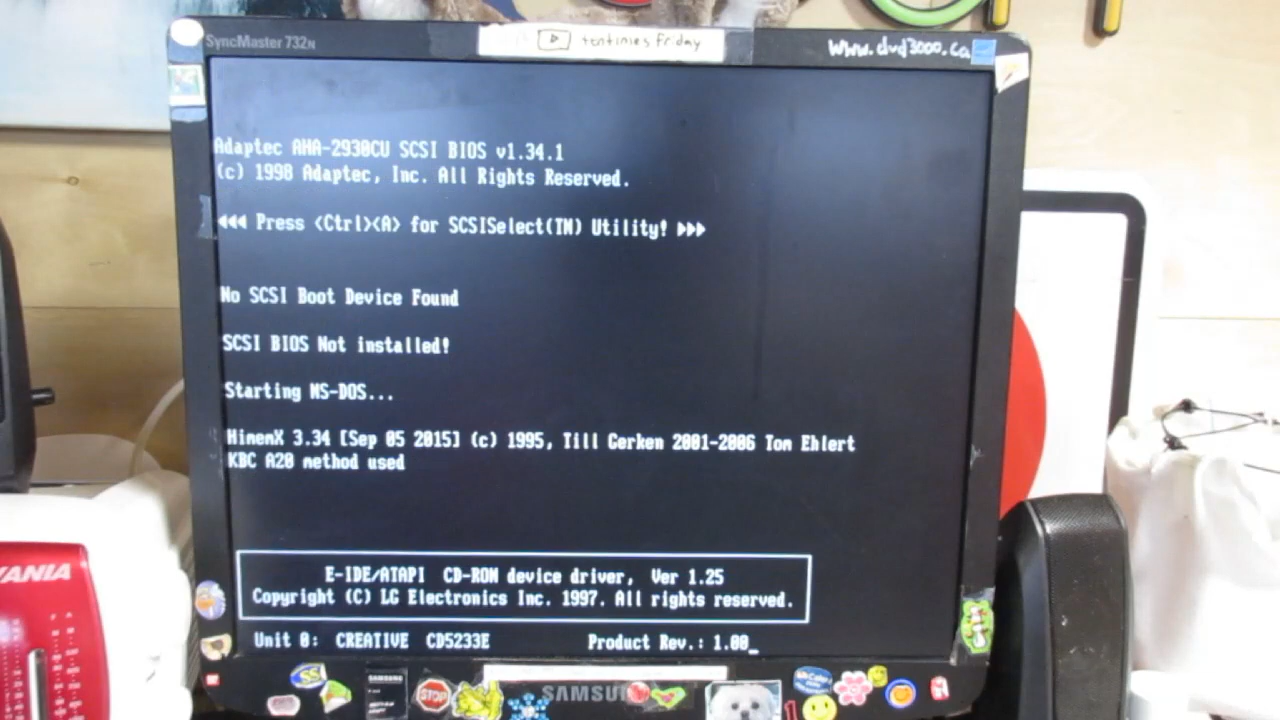 SyncMaster 732N
tentimies friday
www.dvd3000.ca
Adaptec AHA-2930CU SCSI BIOS v1.34.1
(c) 1998 Adaptec, Inc. All Rights Reserved.
◄◄◄ Press <Ctrl><A> for SCSISelect(TM) Utility! ►►►
No SCSI Boot Device Found
SCSI BIOS Not installed!
Starting MS-DOS...
HimemX 3.34 [Sep 05 2015] (c) 1995, Till Gerken 2001-2006 Tom Ehlert
KBC A20 method used
E-IDE/ATAPI CD-ROM device driver, Ver 1.25
Copyright (C) LG Electronics Inc. 1997. All rights reserved.
Unit 0: CREATIVE CD5233E Product Rev.: 1.00_
VANIA
SAMSUNG
STOP
SAMSU